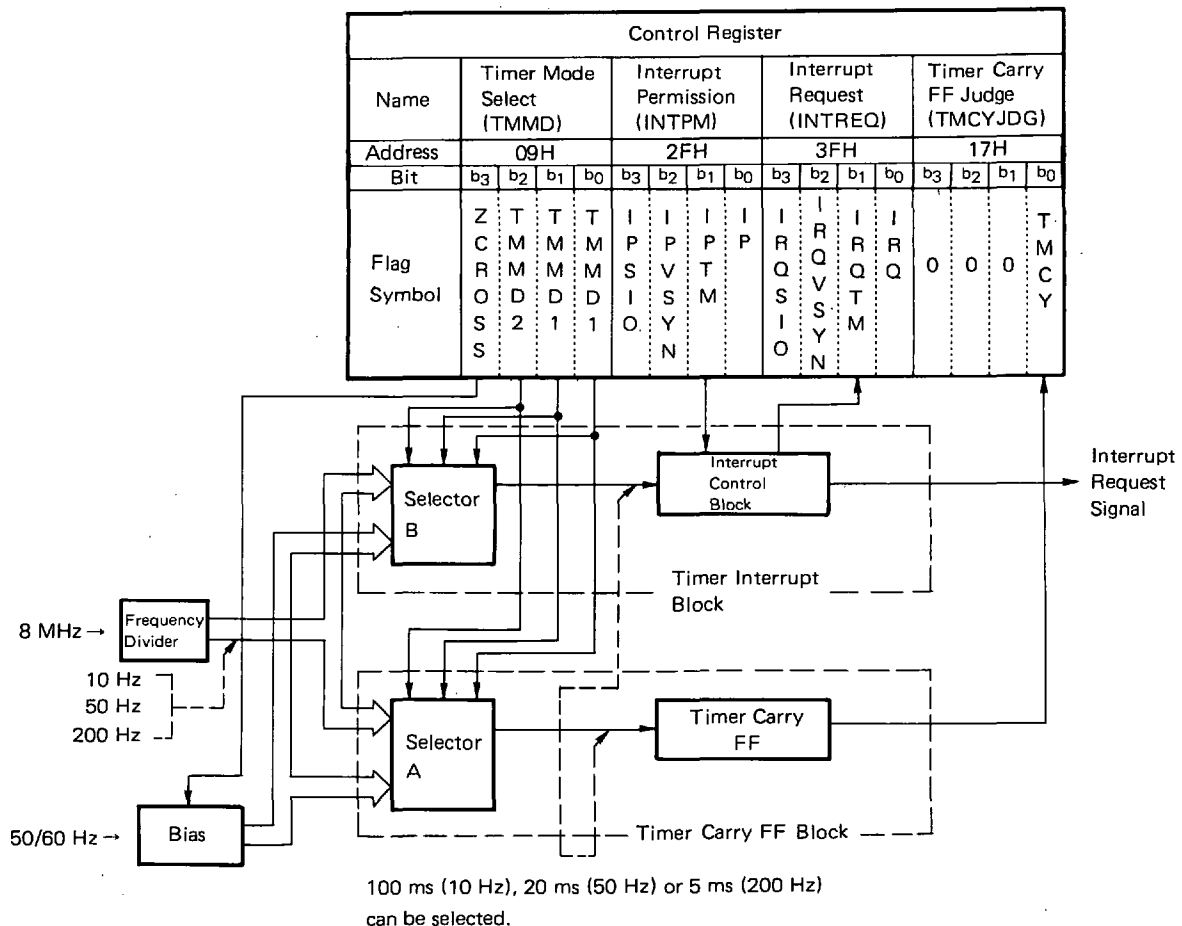 Control Register
Name
Timer Mode
Select
(TMMD)
Interrupt
Permission
(INTPM)
Interrupt
Request
(INTREQ)
Timer Carry
FF Judge
(TMCYJDG)
Address 09H 2FH 3FH 17H
Bit b3 b2 b1 b0 b3 b2 b1 b0 b3 b2 b1 b0 b3 b2 b1 b0
Flag
Symbol
ZCROSS
TMMD2
TMMD1
TMMD1
IPSIO
IPVSYN
IPTM
IP
IRQSIO
IRQVSYN
IRQTM
IRQ
0
0
0
TMCY
Selector
B
Interrupt
Control
Block
Interrupt
Request
Signal
Timer Interrupt
Block
8 MHz →
Frequency
Divider
10 Hz
50 Hz
200 Hz
Selector
A
Timer Carry
FF
50/60 Hz →
Bias
Timer Carry FF Block
100 ms (10 Hz), 20 ms (50 Hz) or 5 ms (200 Hz)
can be selected.